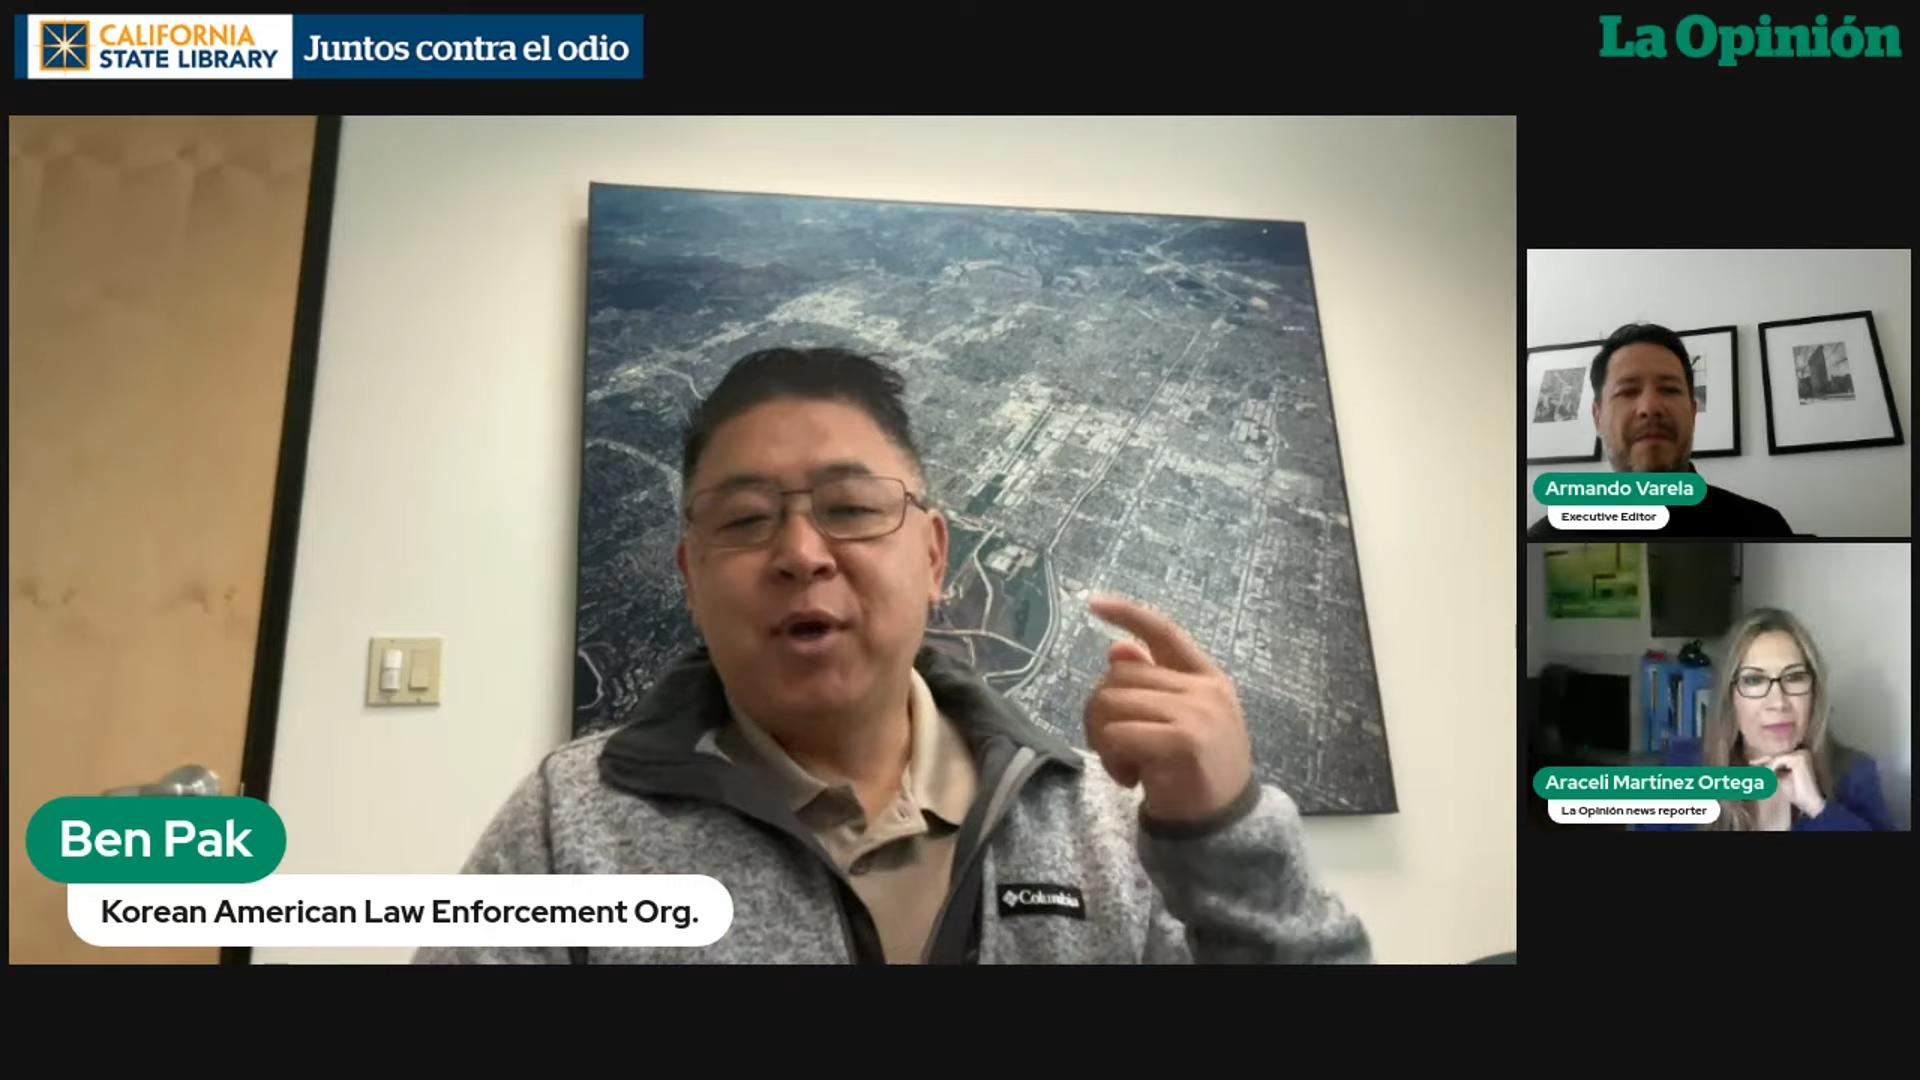 CALIFORNIA
STATE LIBRARY
Juntos contra el odio
La Opinión
Armando Varela
Executive Editor
Araceli Martínez Ortega
La Opinión news reporter
Ben Pak
Korean American Law Enforcement Org.
Columbia